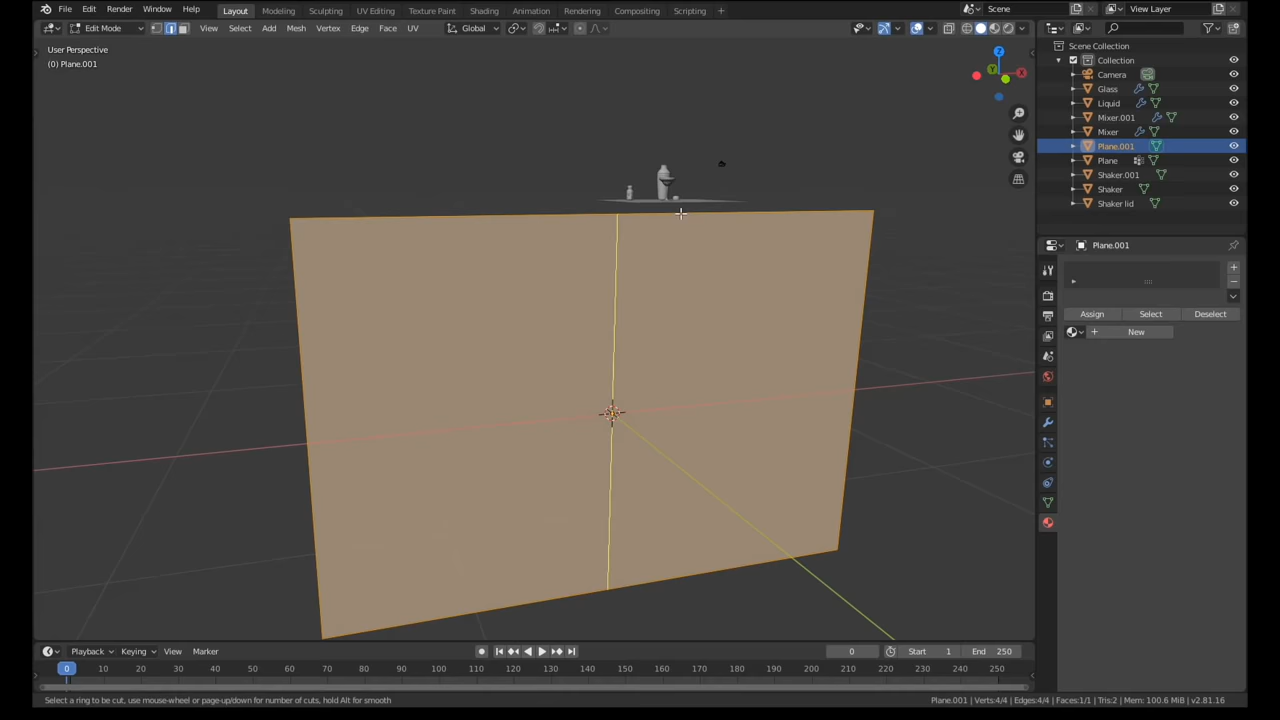 File Edit Render Window Help Layout Modeling Sculpting UV Editing Texture Paint Shading Animation Rendering Compositing Scripting + Scene View Layer
Edit Mode View Select Add Mesh Vertex Edge Face UV Global
User Perspective
(0) Plane.001
Z
Y
X
Scene Collection
Collection
Camera
Glass
Liquid
Mixer.001
Mixer
Plane.001
Plane
Shaker.001
Shaker
Shaker lid
Plane.001
Assign Select Deselect
New
Playback Keying View Marker 0 Start 1 End 250
0 10 20 30 40 50 60 70 80 90 100 110 120 130 140 150 160 170 180 190 200 210 220 230 240 250
Select a ring to be cut, use mouse-wheel or page-up/down for number of cuts, hold Alt for smooth Plane.001 | Verts:4/4 | Edges:4/4 | Faces:1/1 | Tris:2 | Mem: 100.6 MiB | v2.81.16